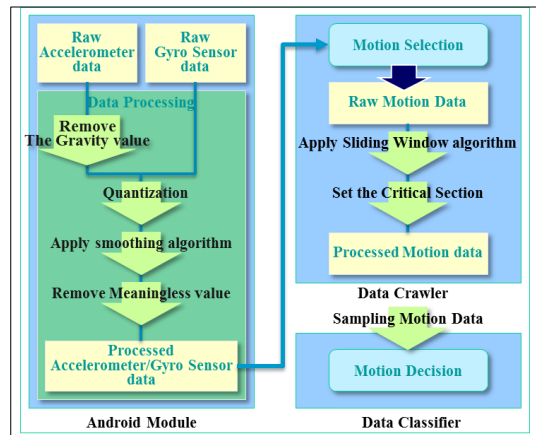 Raw
Accelerometer
data
Raw
Gyro Sensor
data
Data Processing
Remove
The Gravity value
Quantization
Apply smoothing algorithm
Remove Meaningless value
Processed
Accelerometer/Gyro Sensor
data
Android Module
Motion Selection
Raw Motion Data
Apply Sliding Window algorithm
Set the Critical Section
Processed Motion data
Data Crawler
Sampling Motion Data
Motion Decision
Data Classifier